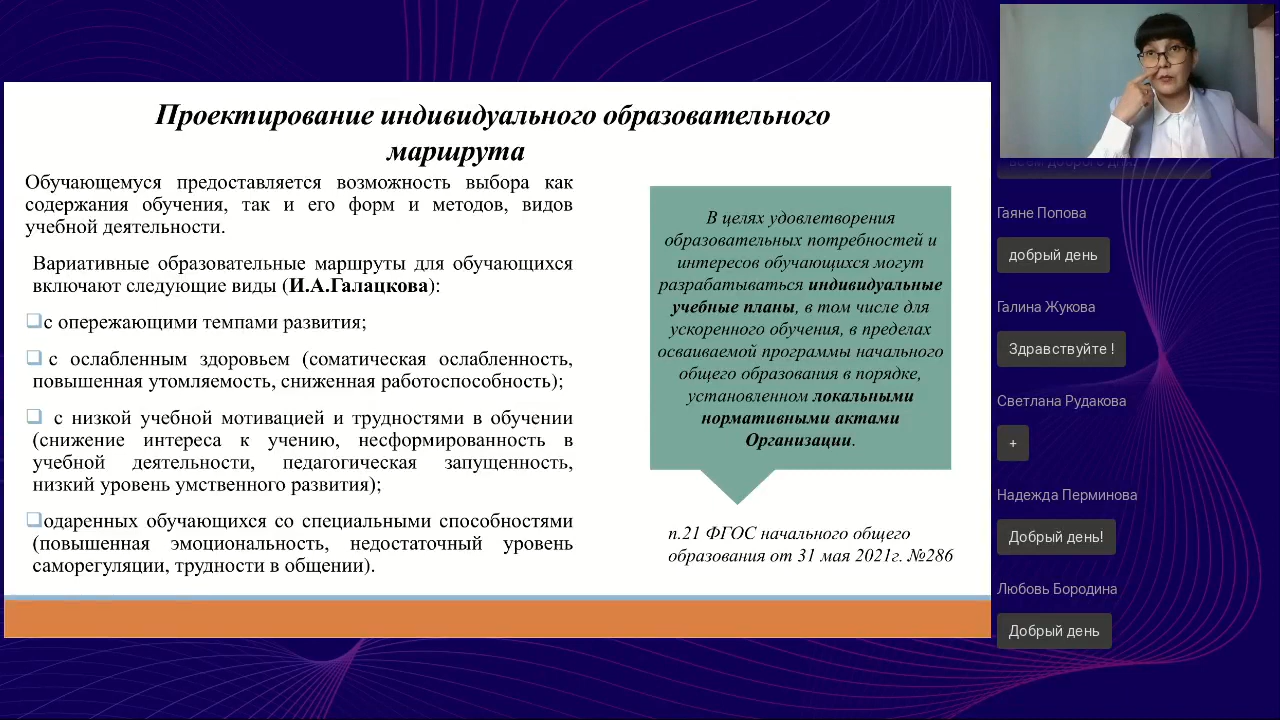 Проектирование индивидуального образовательного
маршрута
Обучающемуся предоставляется возможность выбора как
содержания обучения, так и его форм и методов, видов
учебной деятельности.
Вариативные образовательные маршруты для обучающихся
включают следующие виды (И.А.Галацкова):
с опережающими темпами развития;
с ослабленным здоровьем (соматическая ослабленность,
повышенная утомляемость, сниженная работоспособность);
с низкой учебной мотивацией и трудностями в обучении
(снижение интереса к учению, несформированность в
учебной деятельности, педагогическая запущенность,
низкий уровень умственного развития);
одаренных обучающихся со специальными способностями
(повышенная эмоциональность, недостаточный уровень
саморегуляции, трудности в общении).
В целях удовлетворения
образовательных потребностей и
интересов обучающихся могут
разрабатываться индивидуальные
учебные планы, в том числе для
ускоренного обучения, в пределах
осваиваемой программы начального
общего образования в порядке,
установленном локальными
нормативными актами
Организации.
п.21 ФГОС начального общего
образования от 31 мая 2021г. №286
Гаяне Попова
добрый день
Галина Жукова
Здравствуйте !
Светлана Рудакова
+
Надежда Перминова
Добрый день!
Любовь Бородина
Добрый день